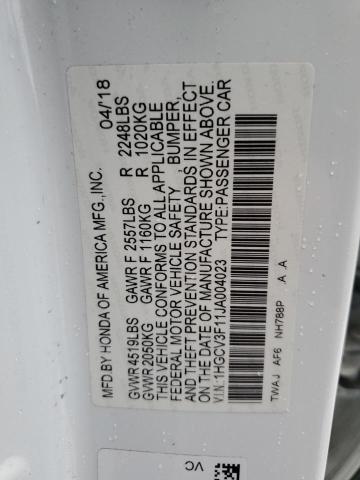 MFD BY HONDA OF AMERICA MFG.,INC. 04/'18
GVWR 4519LBS GAWR F 2557LBS R 2248LBS
GVWR 2050KG GAWR F 1160KG R 1020KG
THIS VEHICLE CONFORMS TO ALL APPLICABLE
FEDERAL MOTOR VEHICLE SAFETY, BUMPER,
AND THEFT PREVENTION STANDARDS IN EFFECT
ON THE DATE OF MANUFACTURE SHOWN ABOVE.
V.I.N.:1HGCV3F11JA004023 TYPE:PASSENGER CAR
TWAJ AF6 NH788P A A
VC